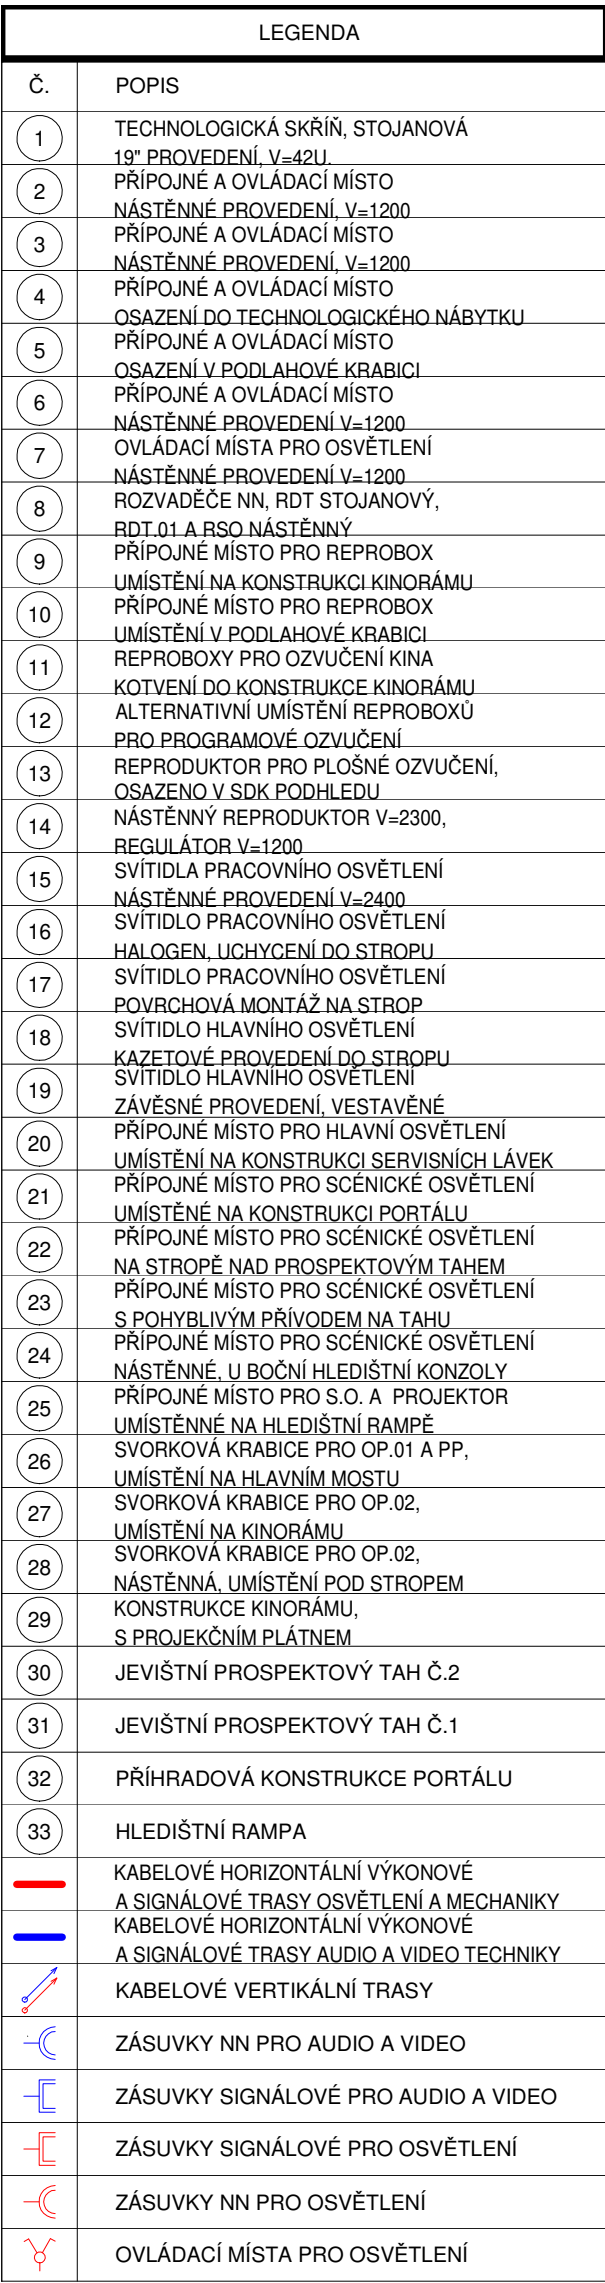 LEGENDA
Č. POPIS
1 TECHNOLOGICKÁ SKŘÍŇ, STOJANOVÁ
19" PROVEDENÍ, V=42U.
2 PŘÍPOJNÉ A OVLÁDACÍ MÍSTO
NÁSTĚNNÉ PROVEDENÍ, V=1200
3 PŘÍPOJNÉ A OVLÁDACÍ MÍSTO
NÁSTĚNNÉ PROVEDENÍ, V=1200
4 PŘÍPOJNÉ A OVLÁDACÍ MÍSTO
OSAZENÍ DO TECHNOLOGICKÉHO NÁBYTKU
5 PŘÍPOJNÉ A OVLÁDACÍ MÍSTO
OSAZENÍ V PODLAHOVÉ KRABICI
6 PŘÍPOJNÉ A OVLÁDACÍ MÍSTO
NÁSTĚNNÉ PROVEDENÍ V=1200
7 OVLÁDACÍ MÍSTA PRO OSVĚTLENÍ
NÁSTĚNNÉ PROVEDENÍ V=1200
8 ROZVADĚČE NN, RDT STOJANOVÝ,
RDT.01 A RSO NÁSTĚNNÝ
9 PŘÍPOJNÉ MÍSTO PRO REPROBOX
UMÍSTĚNÍ NA KONSTRUKCI KINORÁMU
10 PŘÍPOJNÉ MÍSTO PRO REPROBOX
UMÍSTĚNÍ V PODLAHOVÉ KRABICI
11 REPROBOXY PRO OZVUČENÍ KINA
KOTVENÍ DO KONSTRUKCE KINORÁMU
12 ALTERNATIVNÍ UMÍSTĚNÍ REPROBOXŮ
PRO PROGRAMOVÉ OZVUČENÍ
13 REPRODUKTOR PRO PLOŠNÉ OZVUČENÍ,
OSAZENO V SDK PODHLEDU
14 NÁSTĚNNÝ REPRODUKTOR V=2300,
REGULÁTOR V=1200
15 SVÍTIDLA PRACOVNÍHO OSVĚTLENÍ
NÁSTĚNNÉ PROVEDENÍ V=2400
16 SVÍTIDLO PRACOVNÍHO OSVĚTLENÍ
HALOGEN, UCHYCENÍ DO STROPU
17 SVÍTIDLO PRACOVNÍHO OSVĚTLENÍ
POVRCHOVÁ MONTÁŽ NA STROP
18 SVÍTIDLO HLAVNÍHO OSVĚTLENÍ
KAZETOVÉ PROVEDENÍ DO STROPU
19 SVÍTIDLO HLAVNÍHO OSVĚTLENÍ
ZÁVĚSNÉ PROVEDENÍ, VESTAVĚNÉ
20 PŘÍPOJNÉ MÍSTO PRO HLAVNÍ OSVĚTLENÍ
UMÍSTĚNÍ NA KONSTRUKCI SERVISNÍCH LÁVEK
21 PŘÍPOJNÉ MÍSTO PRO SCÉNICKÉ OSVĚTLENÍ
UMÍSTĚNÉ NA KONSTRUKCI PORTÁLU
22 PŘÍPOJNÉ MÍSTO PRO SCÉNICKÉ OSVĚTLENÍ
NA STROPĚ NAD PROSPEKTOVÝM TAHEM
23 PŘÍPOJNÉ MÍSTO PRO SCÉNICKÉ OSVĚTLENÍ
S POHYBLIVÝM PŘÍVODEM NA TAHU
24 PŘÍPOJNÉ MÍSTO PRO SCÉNICKÉ OSVĚTLENÍ
NÁSTĚNNÉ, U BOČNÍ HLEDIŠTNÍ KONZOLY
25 PŘÍPOJNÉ MÍSTO PRO S.O. A PROJEKTOR
UMÍSTĚNNÉ NA HLEDIŠTNÍ RAMPĚ
26 SVORKOVÁ KRABICE PRO OP.01 A PP,
UMÍSTĚNÍ NA HLAVNÍM MOSTU
27 SVORKOVÁ KRABICE PRO OP.02,
UMÍSTĚNÍ NA KINORÁMU
28 SVORKOVÁ KRABICE PRO OP.02,
NÁSTĚNNÁ, UMÍSTĚNÍ POD STROPEM
29 KONSTRUKCE KINORÁMU,
S PROJEKČNÍM PLÁTNEM
30 JEVIŠTNÍ PROSPEKTOVÝ TAH Č.2
31 JEVIŠTNÍ PROSPEKTOVÝ TAH Č.1
32 PŘÍHRADOVÁ KONSTRUKCE PORTÁLU
33 HLEDIŠTNÍ RAMPA
KABELOVÉ HORIZONTÁLNÍ VÝKONOVÉ
A SIGNÁLOVÉ TRASY OSVĚTLENÍ A MECHANIKY
KABELOVÉ HORIZONTÁLNÍ VÝKONOVÉ
A SIGNÁLOVÉ TRASY AUDIO A VIDEO TECHNIKY
KABELOVÉ VERTIKÁLNÍ TRASY
ZÁSUVKY NN PRO AUDIO A VIDEO
ZÁSUVKY SIGNÁLOVÉ PRO AUDIO A VIDEO
ZÁSUVKY SIGNÁLOVÉ PRO OSVĚTLENÍ
ZÁSUVKY NN PRO OSVĚTLENÍ
OVLÁDACÍ MÍSTA PRO OSVĚTLENÍ